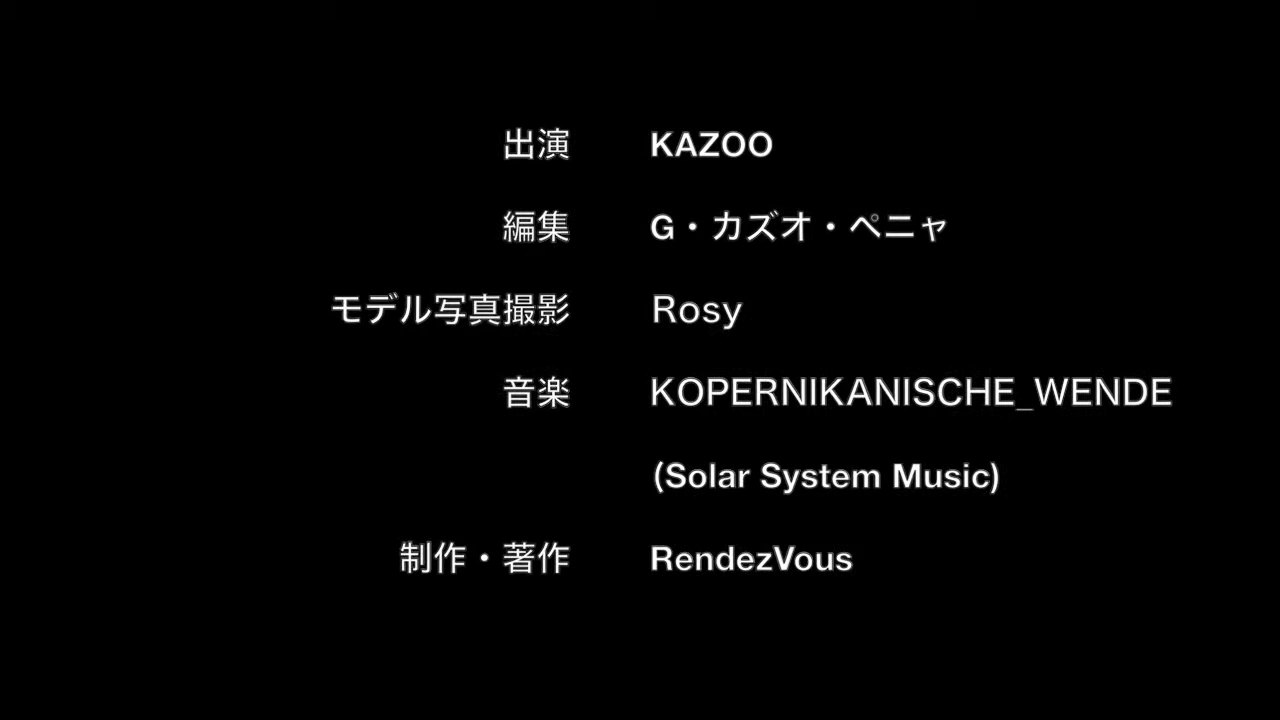 出演 KAZOO
編集 G・カズオ・ペニャ
モデル写真撮影 Rosy
音楽 KOPERNIKANISCHE_WENDE
(Solar System Music)
制作・著作 RendezVous